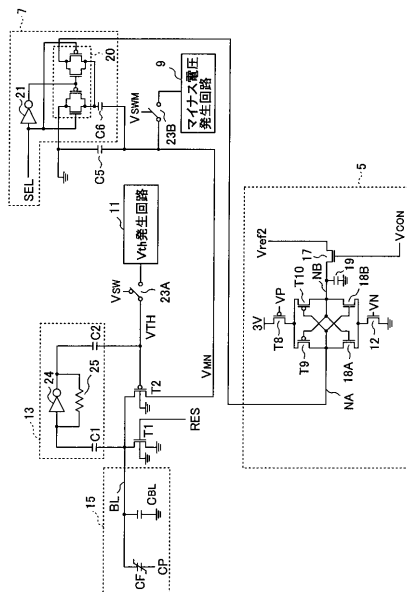 7
20
21
SEL
C6
C5
VSWM
23B
9
マイナス電圧
発生回路
11
Vth発生回路
VSW
23A
VTH
13
24
25
C1
C2
T2
T1
RES
VMN
15
BL
CBL
CF
CP
5
Vref2
17
VCON
NB
19
3V
VP
T8
T9
T10
18A
18B
VN
12
NA